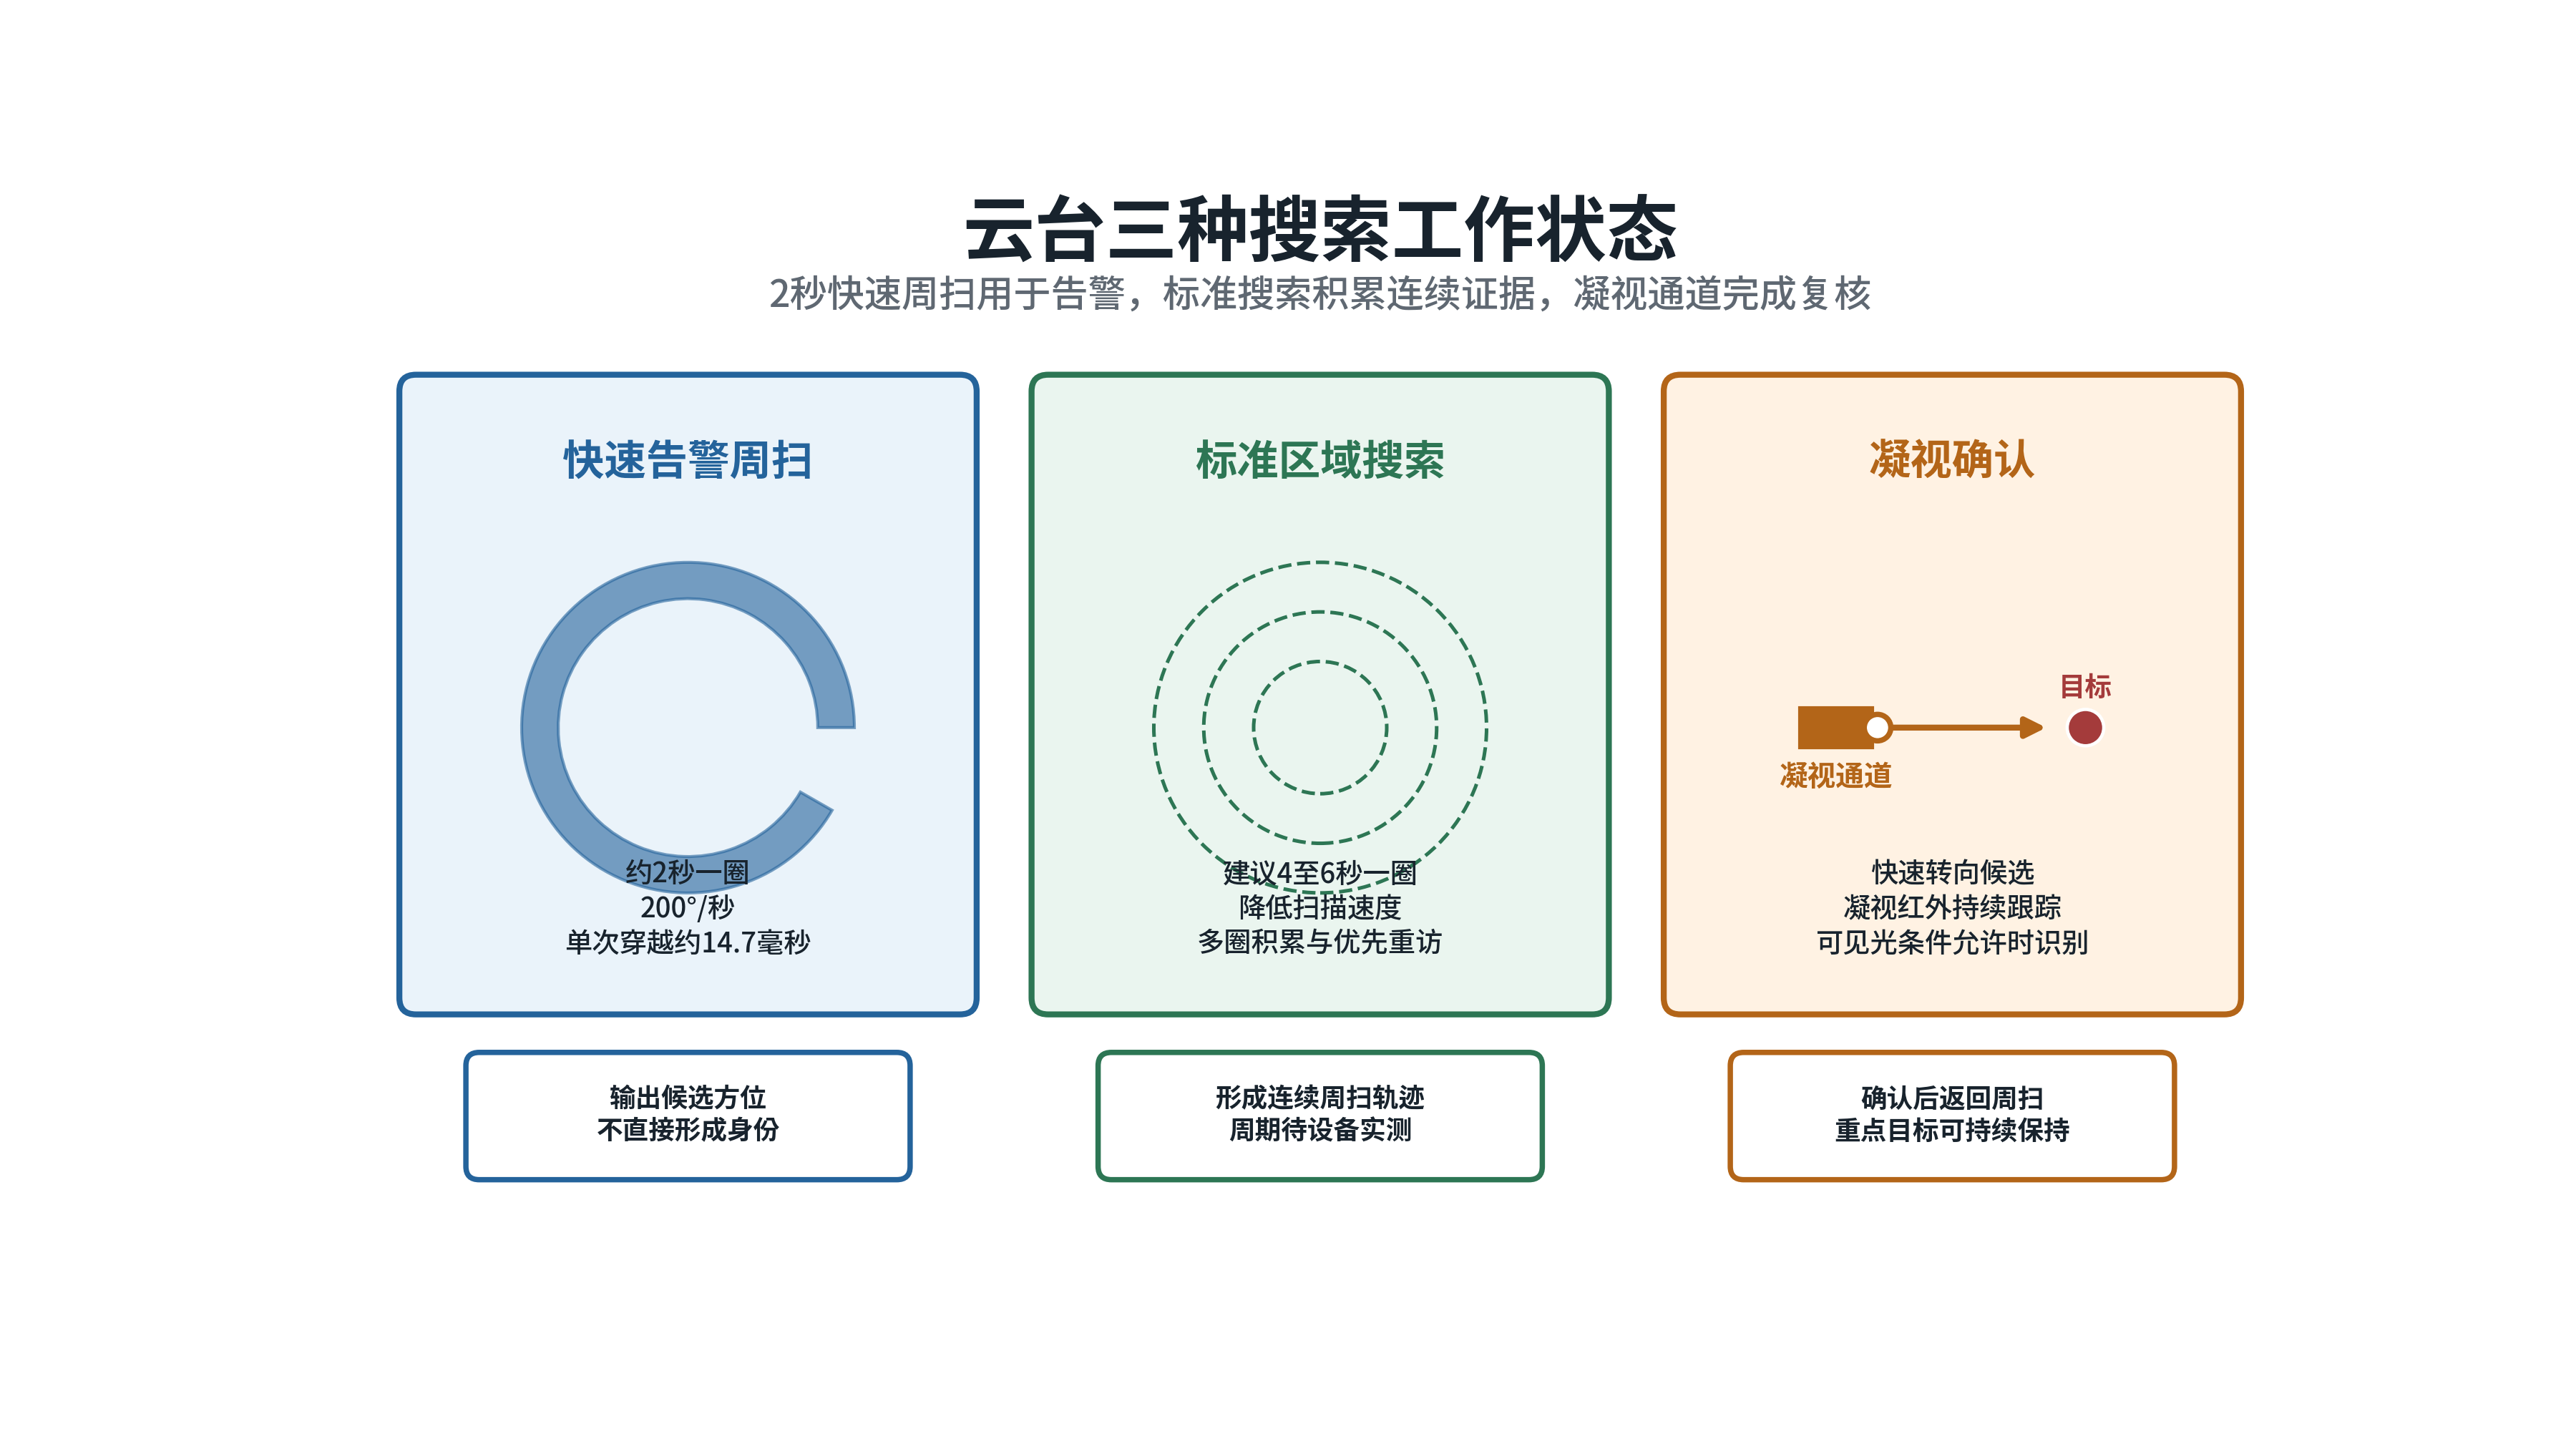 云台三种搜索工作状态
2秒快速周扫用于告警，标准搜索积累连续证据，凝视通道完成复核
快速告警周扫
约2秒一圈
200°/秒
单次穿越约14.7毫秒
输出候选方位
不直接形成身份
标准区域搜索
建议4至6秒一圈
降低扫描速度
多圈积累与优先重访
形成连续周扫轨迹
周期待设备实测
凝视确认
目标
凝视通道
快速转向候选
凝视红外持续跟踪
可见光条件允许时识别
确认后返回周扫
重点目标可持续保持